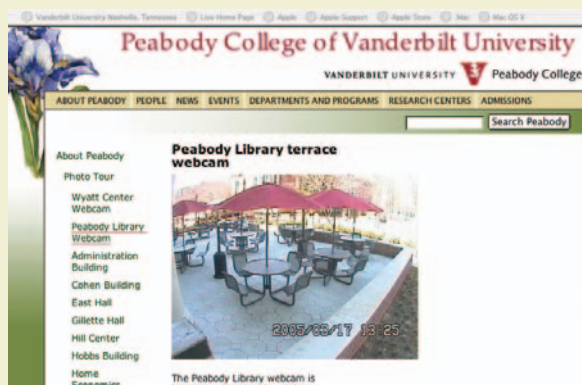 Vanderbilt University Nashville, Tennessee Live Home Page Apple Apple Support Apple Store .Mac Mac OS X
Peabody College of Vanderbilt University
VANDERBILT UNIVERSITY Peabody College
ABOUT PEABODY PEOPLE NEWS EVENTS DEPARTMENTS AND PROGRAMS RESEARCH CENTERS ADMISSIONS
Search Peabody
About Peabody
Photo Tour
Wyatt Center
Webcam
Peabody Library
Webcam
Administration
Building
Cohen Building
East Hall
Gillette Hall
Hill Center
Hobbs Building
Home
Economics
Peabody Library terrace
webcam
2005/03/17 13:25
The Peabody Library webcam is